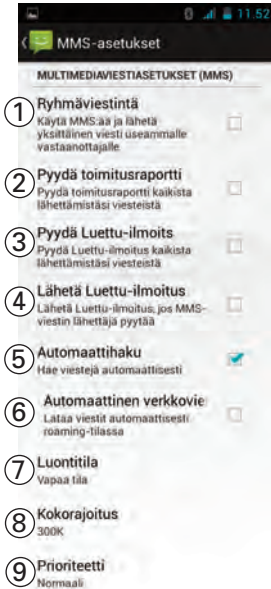 11.52
MMS-asetukset
MULTIMEDIAVIESTIASETUKSET (MMS)
1 Ryhmäviestintä
Käytä MMS:ää ja lähetä
yksittäinen viesti useammalle
vastaanottajalle
2 Pyydä toimitusraportti
Pyydä toimitusraportti kaikista
lähettämistäsi viesteistä
3 Pyydä Luettu-ilmoits
Pyydä Luettu-ilmoitus kaikista
lähettämistäsi viesteistä
4 Lähetä Luettu-ilmoitus
Lähetä Luettu-ilmoitus, jos MMS-
viestin lähettäjä pyytää
5 Automaattihaku
Hae viestejä automaattisesti
6 Automaattinen verkkovie
Lataa viestit automaattisesti
roaming-tilassa
7 Luontitila
Vapaa tila
8 Kokorajoitus
300K
9 Prioriteetti
Normaali